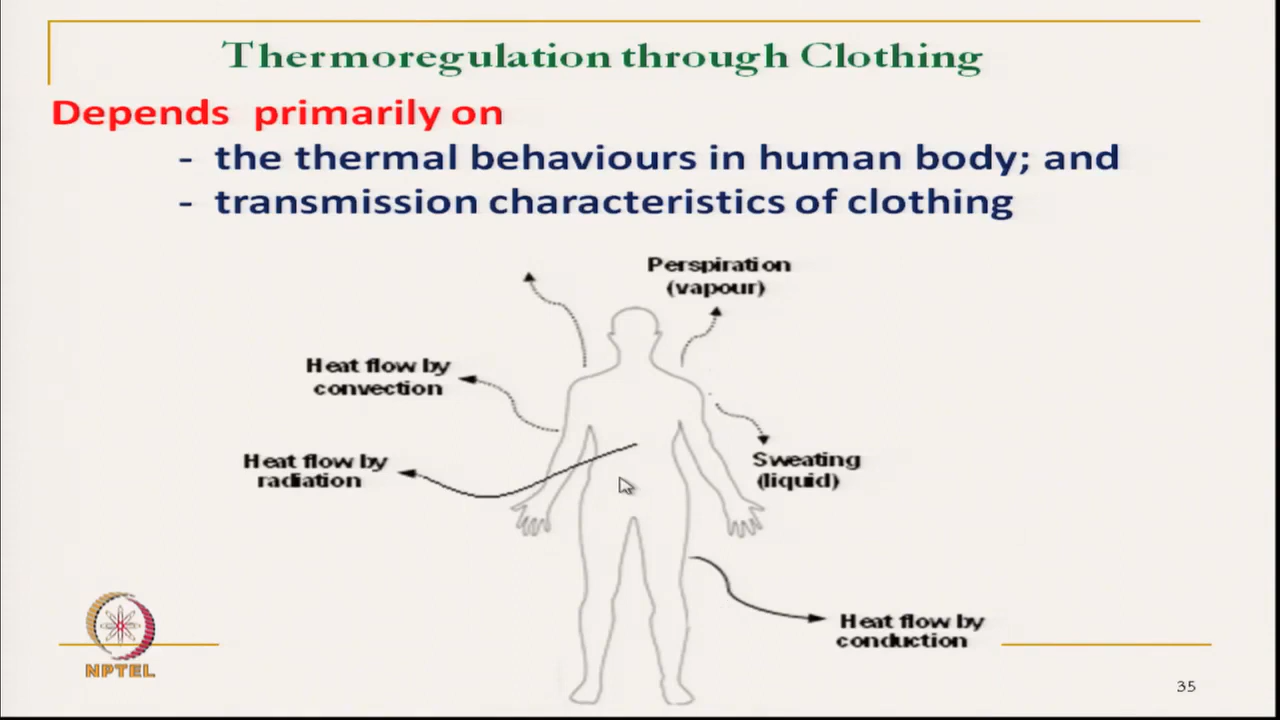 Thermoregulation through Clothing
Depends primarily on
- the thermal behaviours in human body; and
- transmission characteristics of clothing
Perspiration
(vapour)
Heat flow by
convection
Heat flow by
radiation
Sweating
(liquid)
Heat flow by
conduction
NPTEL
35